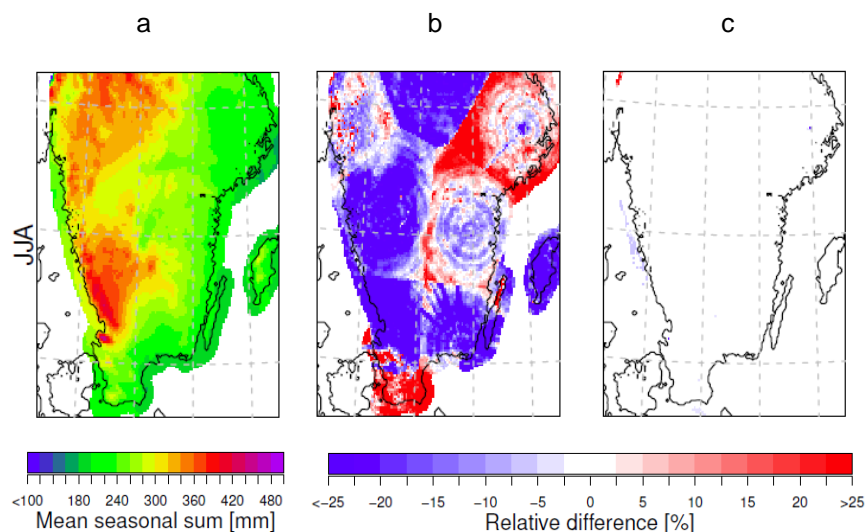 a b c
JJA
<100 180 240 300 360 420 480
<−25 −20 −15 −10 −5 0 5 10 15 20 >25
Mean seasonal sum [mm] Relative difference [%]